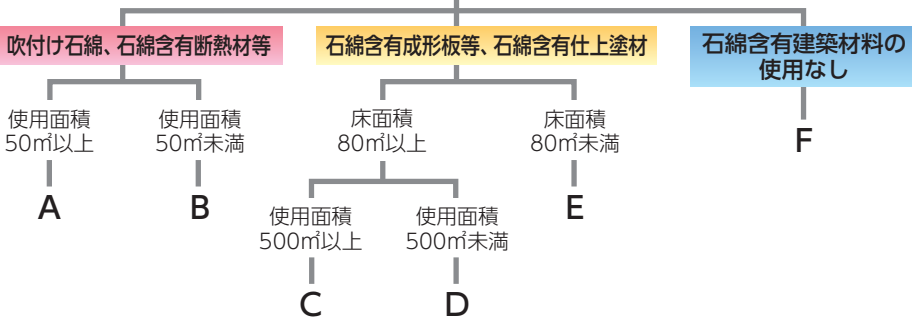 吹付け石綿、石綿含有断熱材等
石綿含有成形板等、石綿含有仕上塗材
石綿含有建築材料の
使用なし
使用面積
50㎡以上
使用面積
50㎡未満
床面積
80㎡以上
床面積
80㎡未満
F
A
B
E
使用面積
500㎡以上
使用面積
500㎡未満
C
D